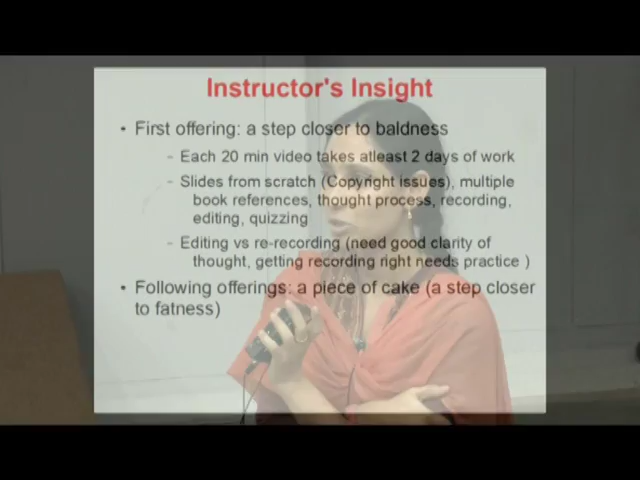 Instructor's Insight
• First offering: a step closer to baldness
– Each 20 min video takes atleast 2 days of work
– Slides from scratch (Copyright issues), multiple
book references, thought process, recording,
editing, quizzing
– Editing vs re-recording (need good clarity of
thought, getting recording right needs practice )
• Following offerings: a piece of cake (a step closer
to fatness)